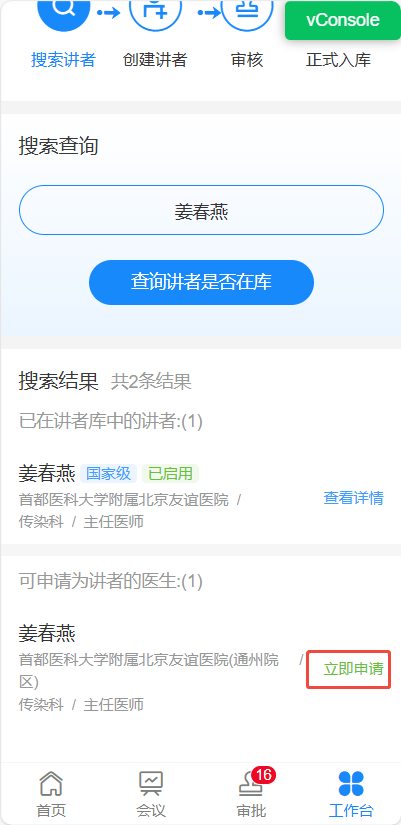 vConsole
搜索讲者
创建讲者
审核
正式入库
搜索查询
姜春燕
查询讲者是否在库
搜索结果 共2条结果
已在讲者库中的讲者:(1)
姜春燕 国家级 已启用
首都医科大学附属北京友谊医院 /
传染科 / 主任医师
查看详情
可申请为讲者的医生:(1)
姜春燕
首都医科大学附属北京友谊医院(通州院 /
区)
传染科 / 主任医师
立即申请
16
首页
会议
审批
工作台